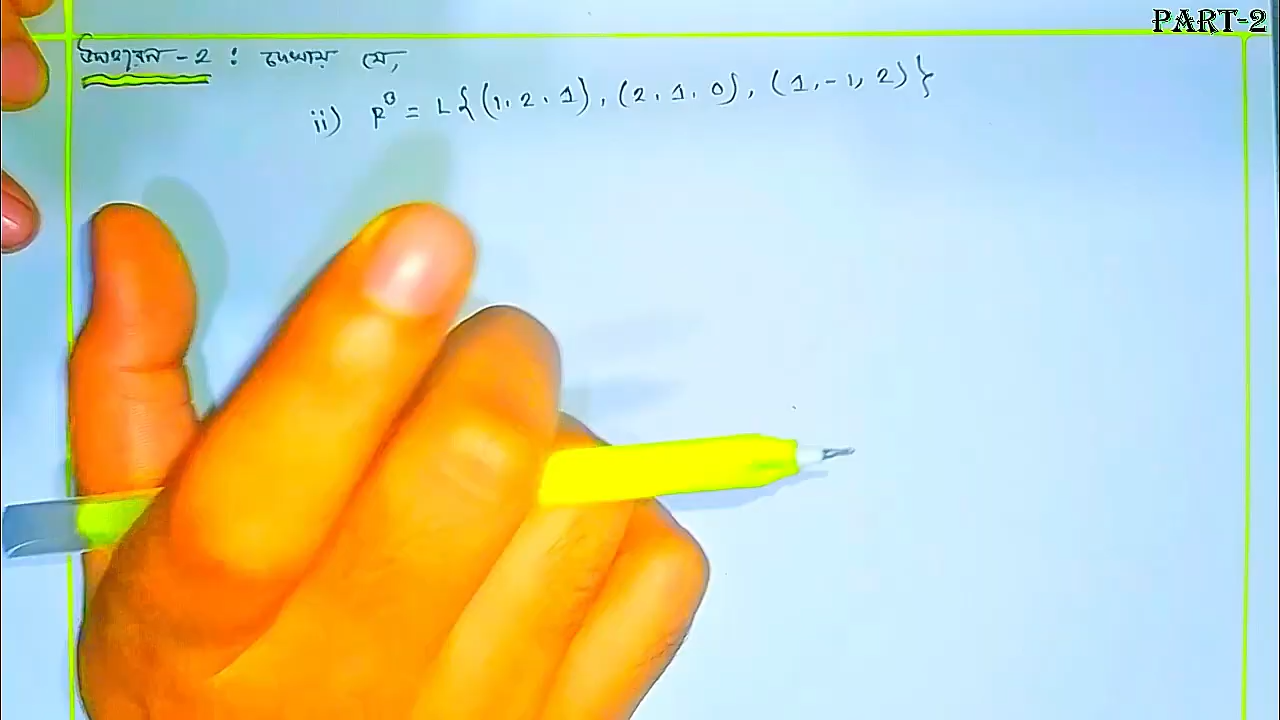 PART-2
উদাহরণ - 2 : দেখাও যে,
ii) R³ = L{(1, 2, 1), (2, 1, 0), (1, -1, 2)}